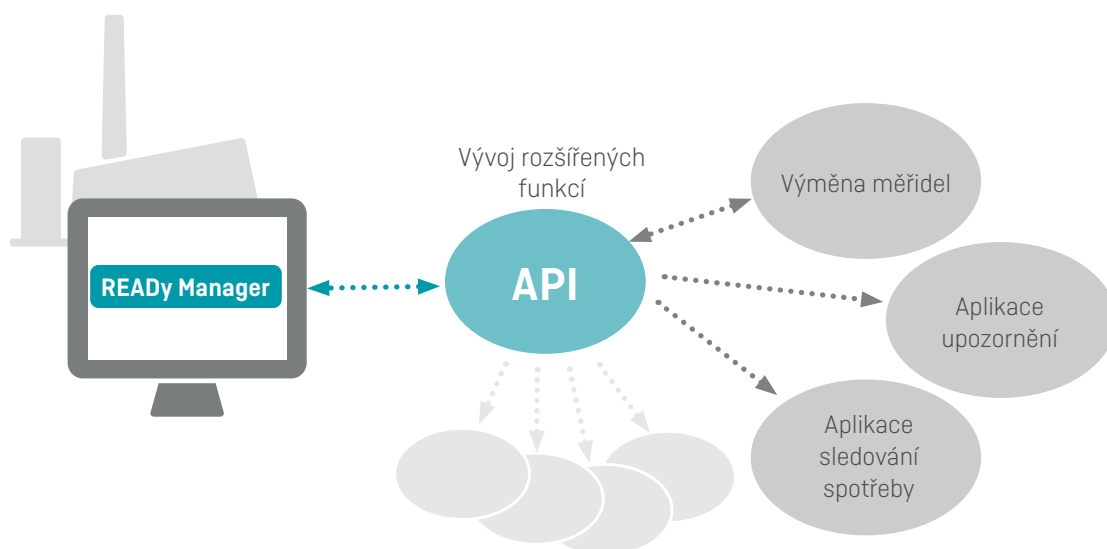 Vývoj rozšířených
funkcí
READy Manager
API
Výměna měřidel
Aplikace
upozornění
Aplikace
sledování
spotřeby